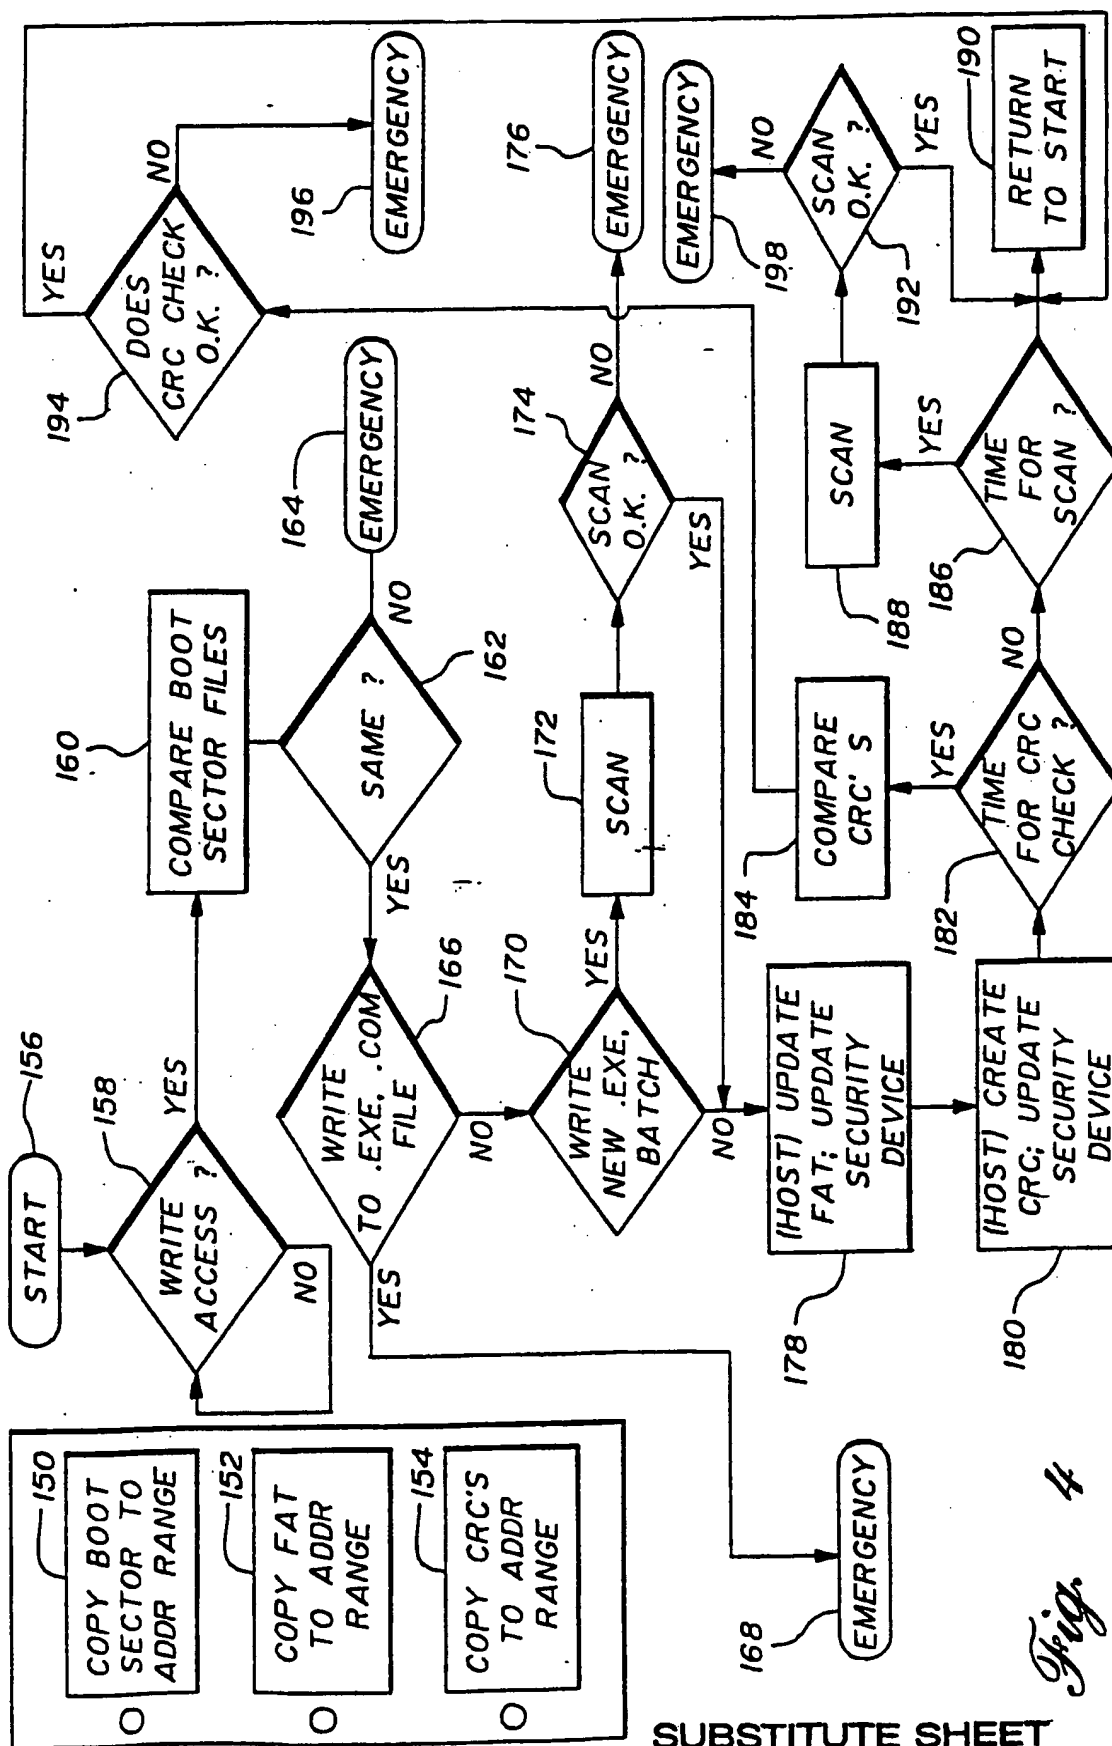 COPY BOOT
SECTOR TO
ADDR RANGE
150
COPY FAT
TO ADDR
RANGE
152
COPY CRC'S
TO ADDR
RANGE
154
START
156
WRITE
ACCESS ?
158
YES
NO
COMPARE BOOT
SECTOR FILES
160
SAME ?
162
NO
YES
EMERGENCY
164
WRITE
TO .EXE, .COM
FILE
166
YES
NO
EMERGENCY
168
WRITE
NEW .EXE,
BATCH
170
YES
NO
SCAN
172
SCAN
O.K. ?
174
NO
YES
EMERGENCY
176
(HOST) UPDATE
FAT; UPDATE
SECURITY
DEVICE
178
(HOST) CREATE
CRC; UPDATE
SECURITY
DEVICE
180
TIME
FOR CRC
CHECK ?
182
YES
NO
COMPARE
CRC'S
184
TIME
FOR
SCAN ?
186
YES
SCAN
188
SCAN
O.K. ?
192
NO
YES
EMERGENCY
198
RETURN
TO START
190
DOES
CRC CHECK
O.K. ?
194
YES
NO
EMERGENCY
196
Fig. 4
SUBSTITUTE SHEET